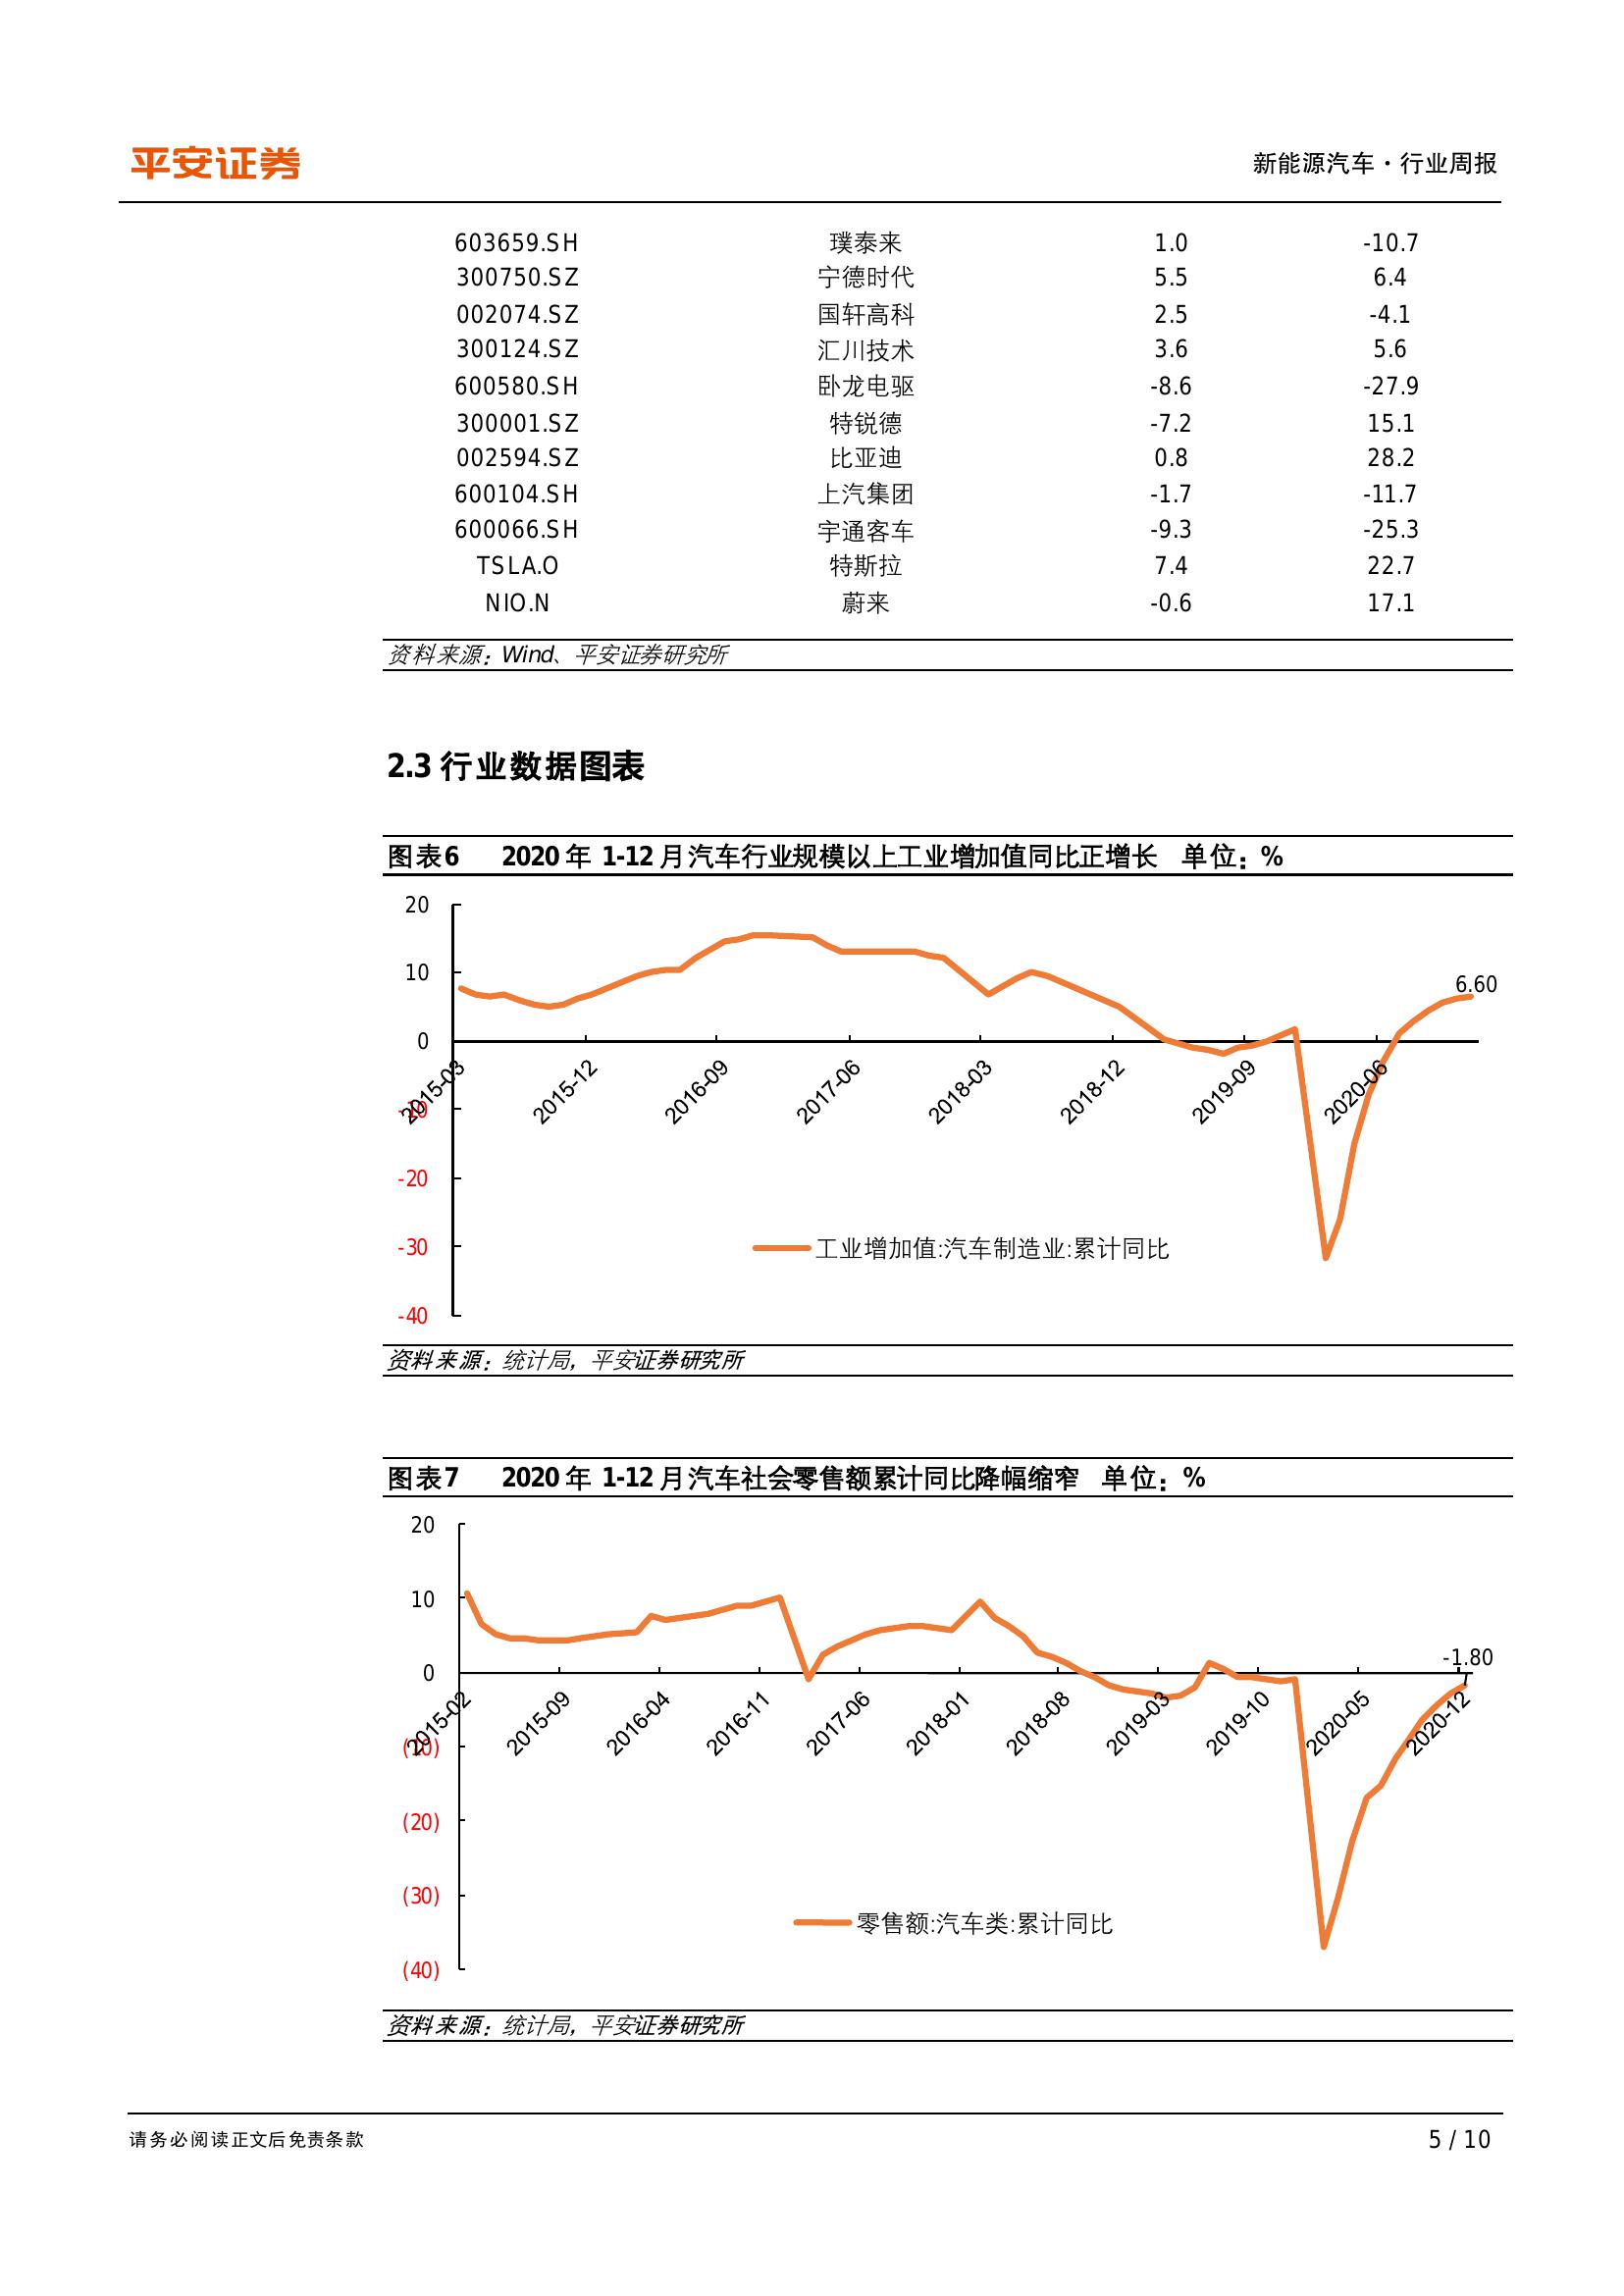 平安证券
新能源汽车·行业周报
603659.SH 璞泰来 1.0 -10.7
300750.SZ 宁德时代 5.5 6.4
002074.SZ 国轩高科 2.5 -4.1
300124.SZ 汇川技术 3.6 5.6
600580.SH 卧龙电驱 -8.6 -27.9
300001.SZ 特锐德 -7.2 15.1
002594.SZ 比亚迪 0.8 28.2
600104.SH 上汽集团 -1.7 -11.7
600066.SH 宇通客车 -9.3 -25.3
TSLA.O 特斯拉 7.4 22.7
NIO.N 蔚来 -0.6 17.1
资料来源：Wind、平安证券研究所
2.3 行业数据图表
图表6 2020 年 1-12 月汽车行业规模以上工业增加值同比正增长 单位：%
20
10
0
-10
-20
-30
-40
6.60
2015-03 2015-12 2016-09 2017-06 2018-03 2018-12 2019-09 2020-06
工业增加值:汽车制造业:累计同比
资料来源：统计局，平安证券研究所
图表7 2020 年 1-12 月汽车社会零售额累计同比降幅缩窄 单位：%
20
10
0
(10)
(20)
(30)
(40)
-1.80
2015-02 2015-09 2016-04 2016-11 2017-06 2018-01 2018-08 2019-03 2019-10 2020-05 2020-12
零售额:汽车类:累计同比
资料来源：统计局，平安证券研究所
请务必阅读正文后免责条款
5 / 10